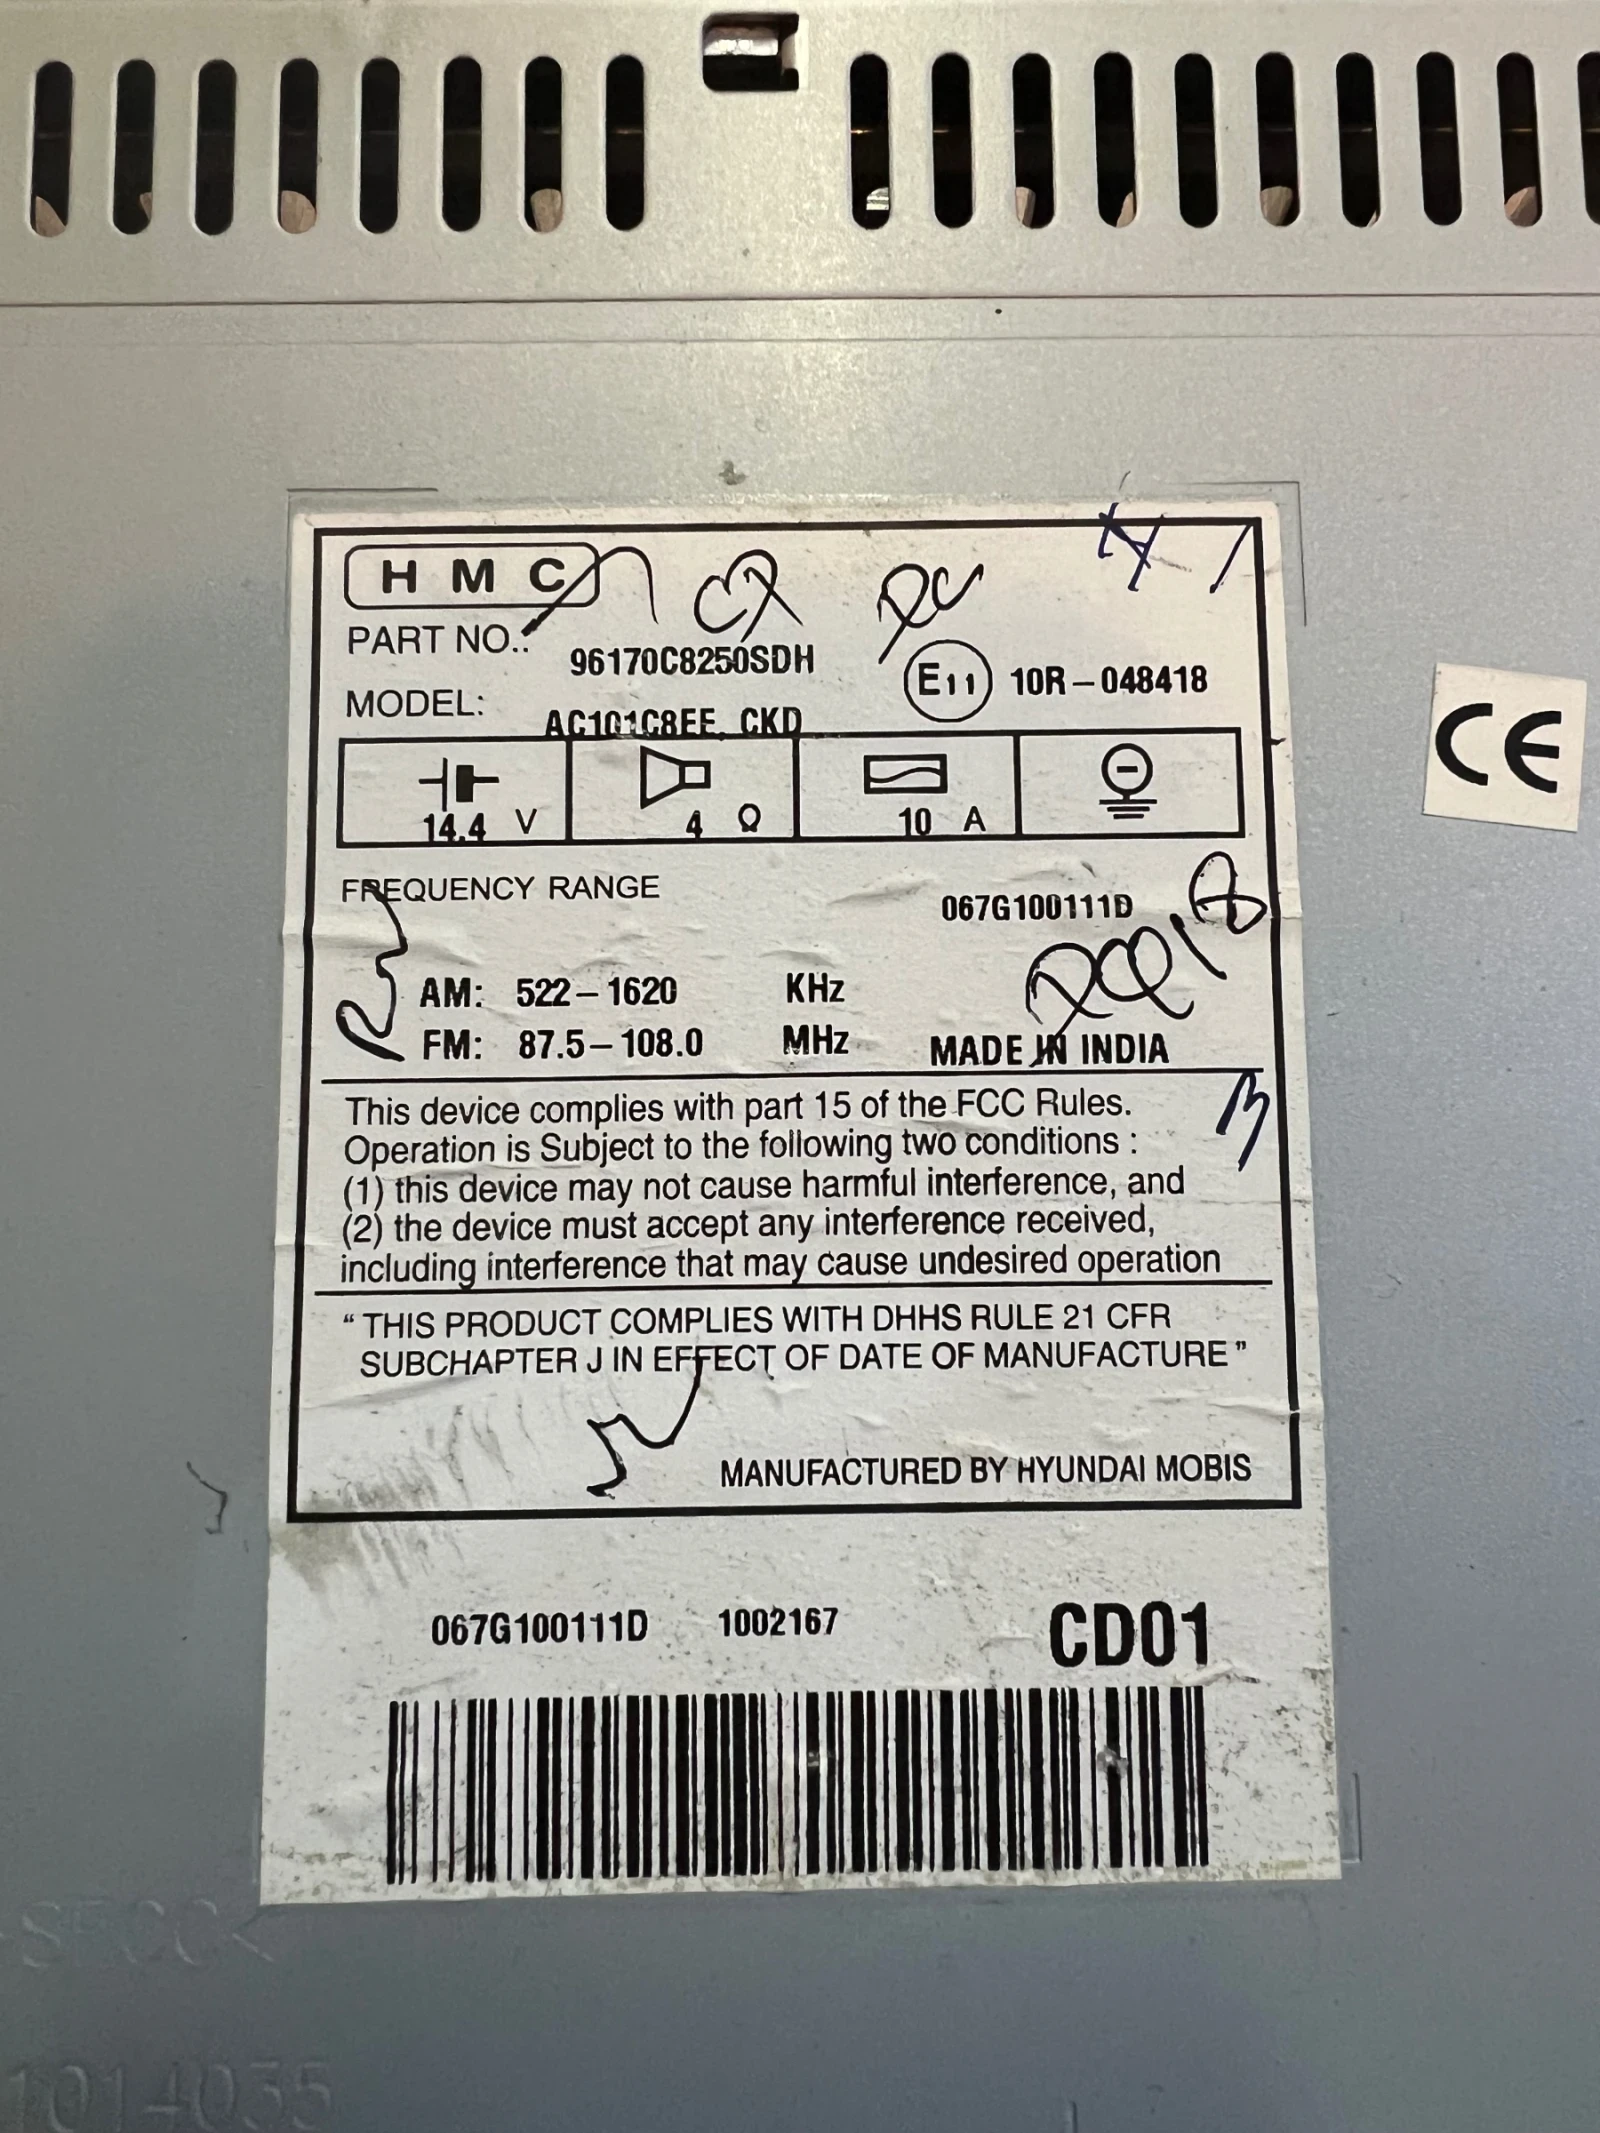 H M C
PART NO.: 96170C8250SDH
E11 10R-048418
MODEL: AC101C8EE, CKD
CE
14.4 V 4 Ω 10 A
FREQUENCY RANGE
067G100111D
AM: 522-1620 KHz
FM: 87.5-108.0 MHz MADE IN INDIA
This device complies with part 15 of the FCC Rules.
Operation is Subject to the following two conditions :
(1) this device may not cause harmful interference, and
(2) the device must accept any interference received,
including interference that may cause undesired operation
“ THIS PRODUCT COMPLIES WITH DHHS RULE 21 CFR
SUBCHAPTER J IN EFFECT OF DATE OF MANUFACTURE ”
MANUFACTURED BY HYUNDAI MOBIS
067G100111D 1002167 CD01
SECC<
1014035